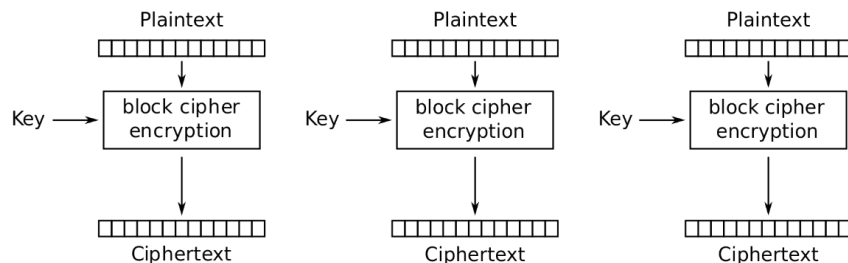 Plaintext
Key
block cipher
encryption
Ciphertext
Plaintext
Key
block cipher
encryption
Ciphertext
Plaintext
Key
block cipher
encryption
Ciphertext